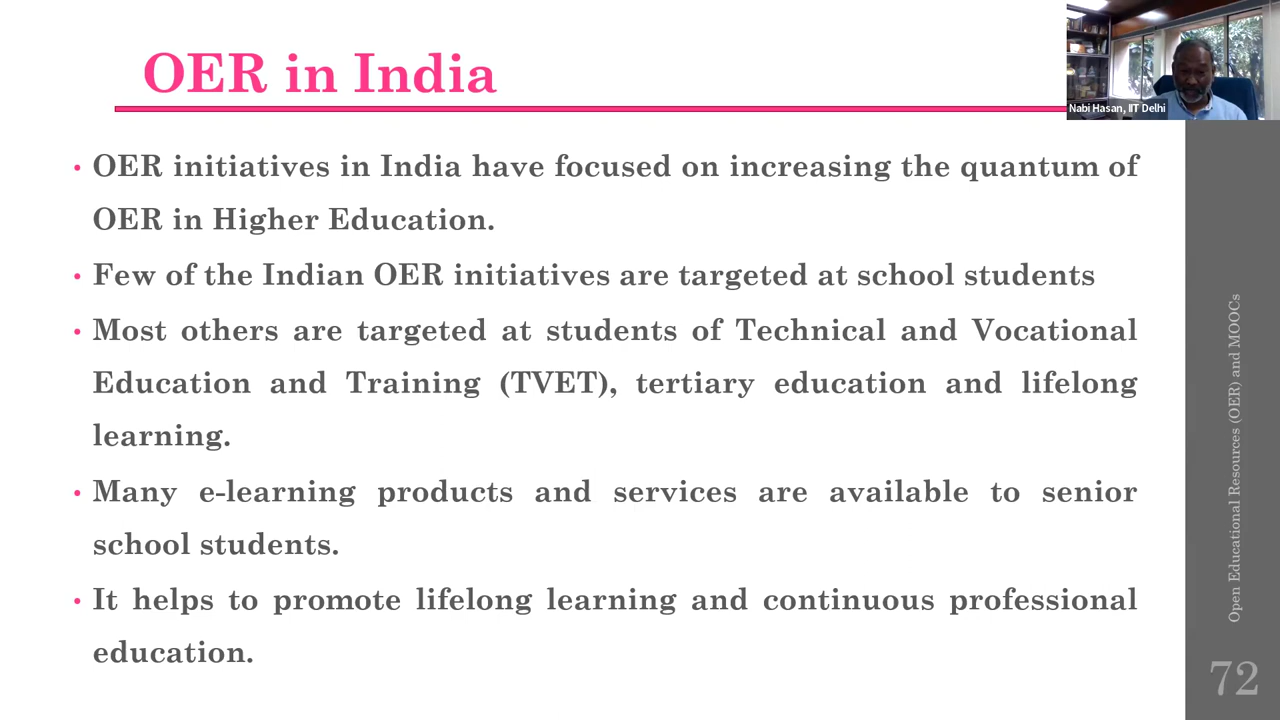 OER in India
Nabi Hasan, IIT Delhi
• OER initiatives in India have focused on increasing the quantum of
OER in Higher Education.
• Few of the Indian OER initiatives are targeted at school students
• Most others are targeted at students of Technical and Vocational
Education and Training (TVET), tertiary education and lifelong
learning.
• Many e-learning products and services are available to senior
school students.
• It helps to promote lifelong learning and continuous professional
education.
Open Educational Resources (OER) and MOOCs
72